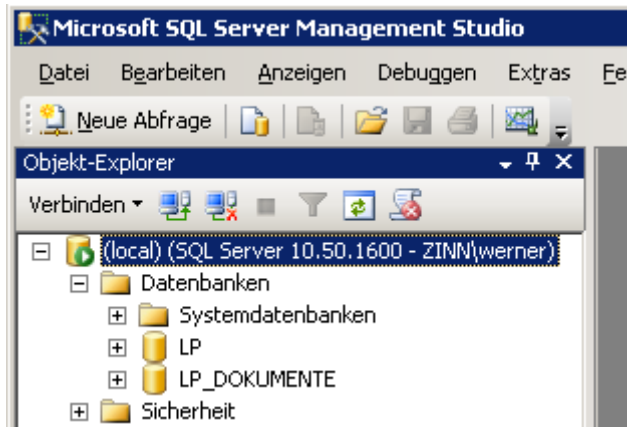 Microsoft SQL Server Management Studio
Datei Bearbeiten Anzeigen Debuggen Extras Fe
Neue Abfrage
Objekt-Explorer
Verbinden
(local) (SQL Server 10.50.1600 - ZINN\werner)
Datenbanken
Systemdatenbanken
LP
LP_DOKUMENTE
Sicherheit